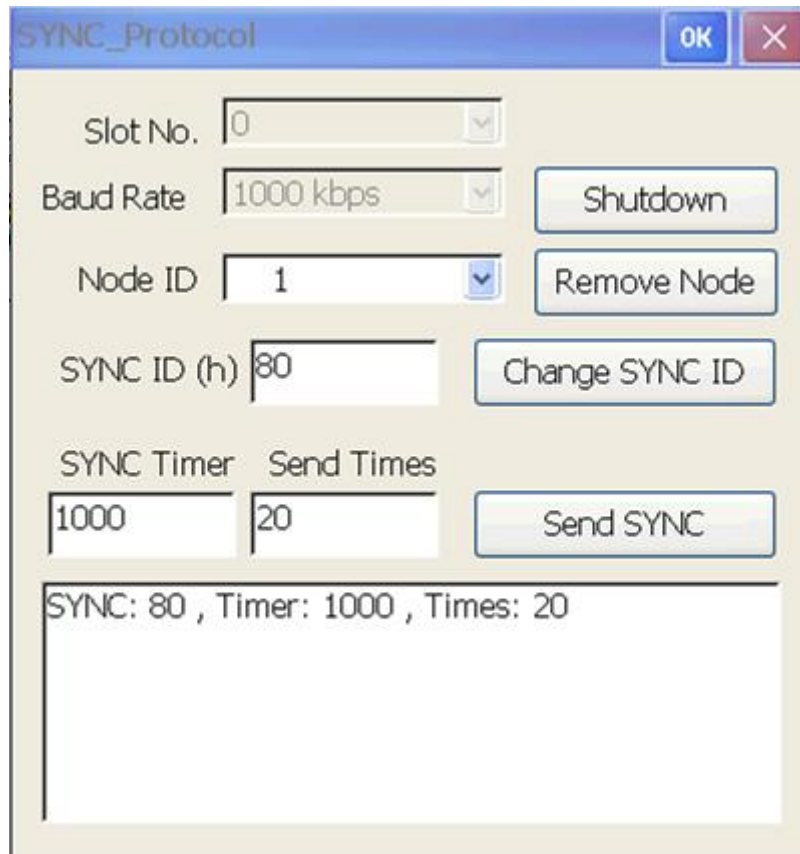 SYNC_Protocol OK
Slot No. 0
Baud Rate 1000 kbps Shutdown
Node ID 1 Remove Node
SYNC ID (h) 80 Change SYNC ID
SYNC Timer Send Times
1000 20 Send SYNC
SYNC: 80 , Timer: 1000 , Times: 20